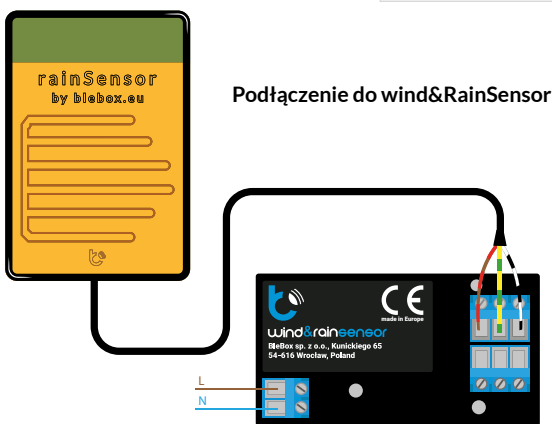 rainSensor
by blebox.eu
Podłączenie do wind&RainSensor
CE
made in Europe
wind&rainsensor
BleBox sp. z o.o., Kunickiego 65
54-616 Wrocław, Poland
L
N